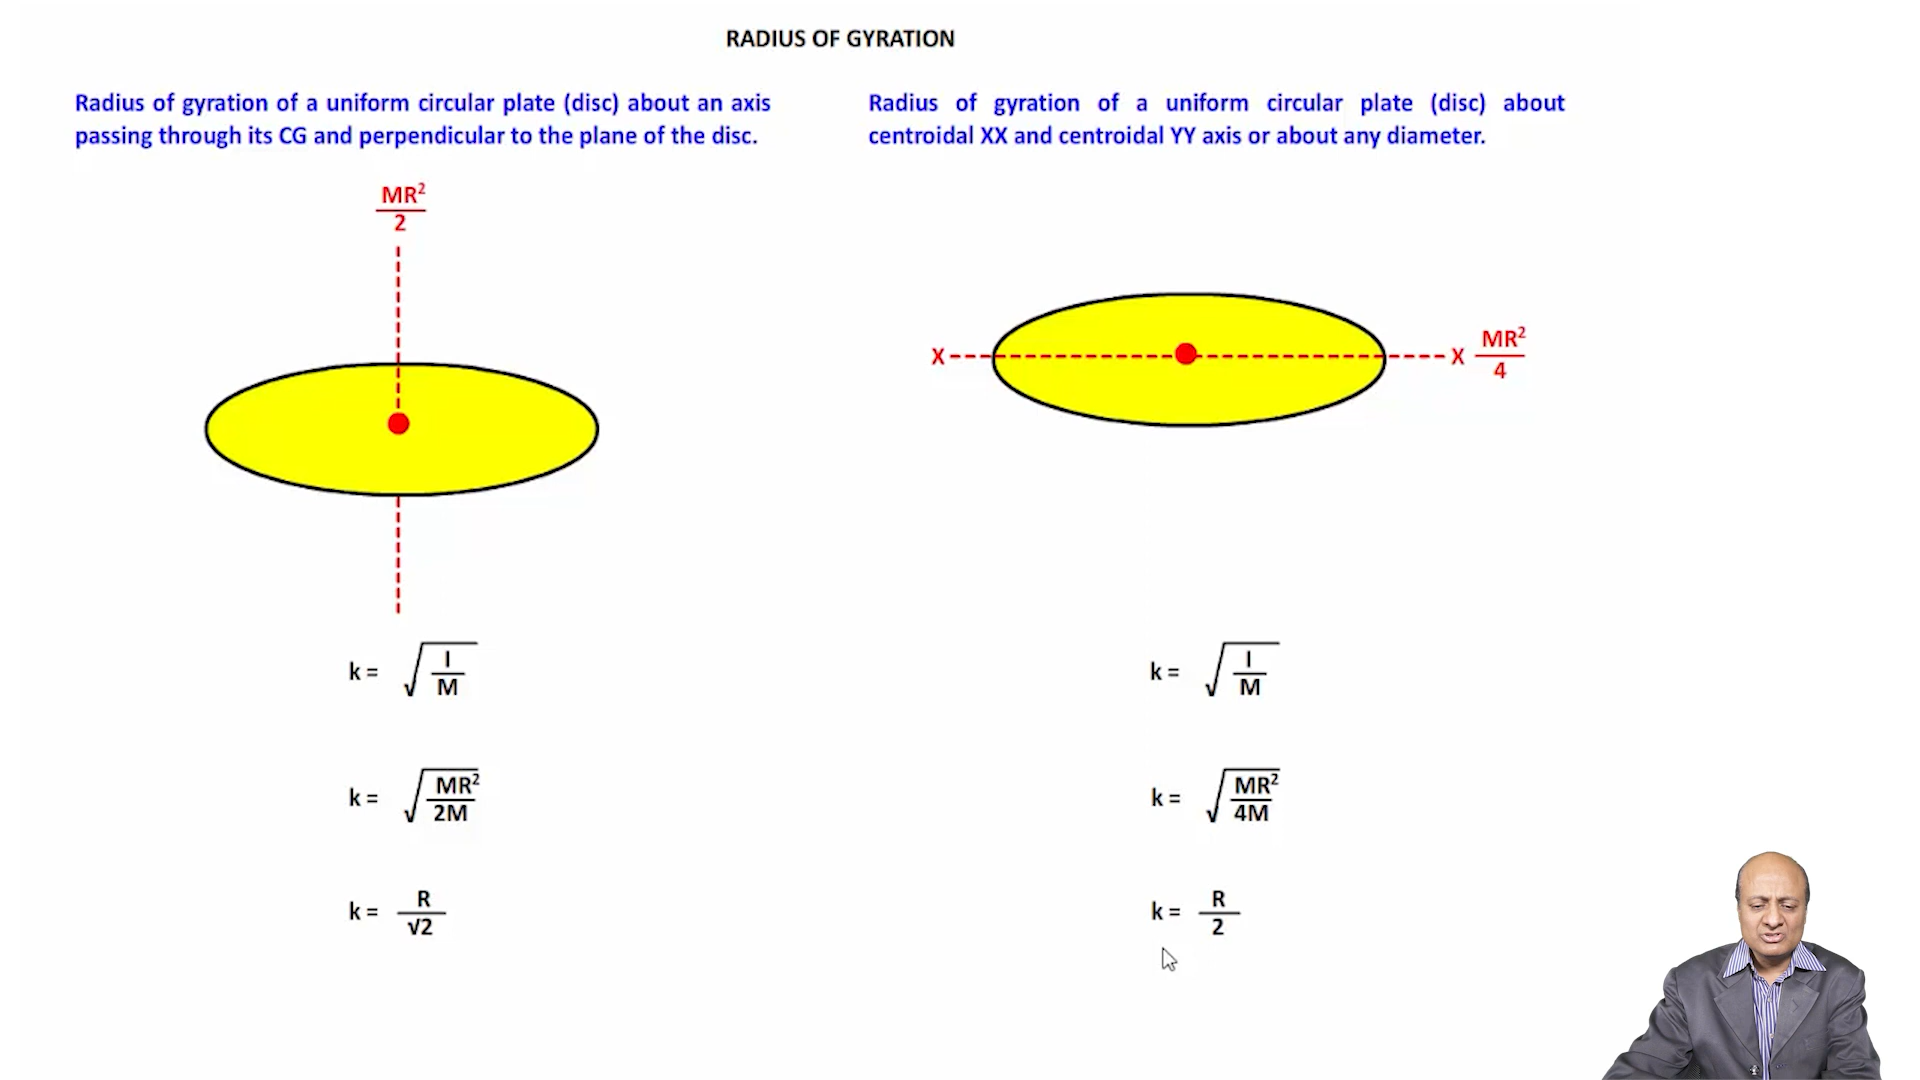 RADIUS OF GYRATION
Radius of gyration of a uniform circular plate (disc) about an axis
passing through its CG and perpendicular to the plane of the disc.
MR²
2
k = √ I
M
k = √ MR²
2M
k = R
√2
Radius of gyration of a uniform circular plate (disc) about
centroidal XX and centroidal YY axis or about any diameter.
X X MR²
4
k = √ I
M
k = √ MR²
4M
k = R
2